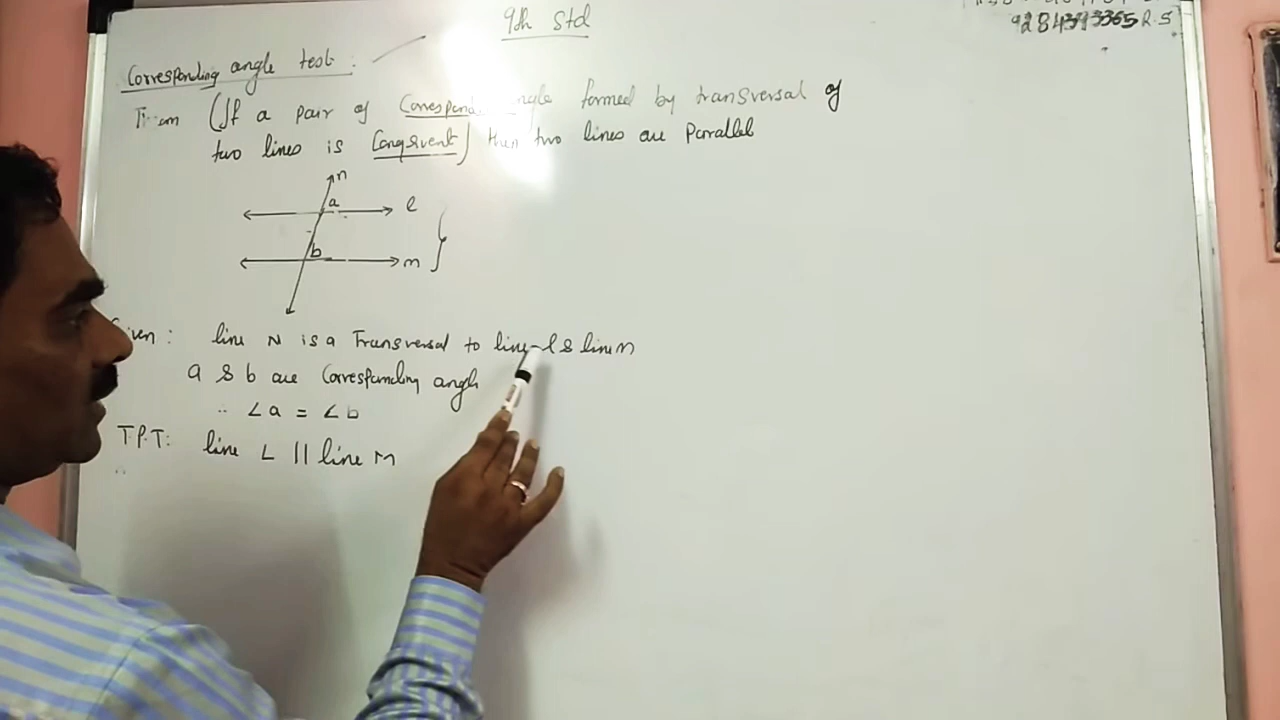 9th Std
9284393365 R.S
Corresponding angle test :
(If a pair of angle formed by transversal of
two lines is Congruent) then two lines are Parallel
n
a
l
b
m
line N is a Transversal to line l & line m
a & b are Corresponding angle
∴ ∠a = ∠b
T.P.T: line L || line M